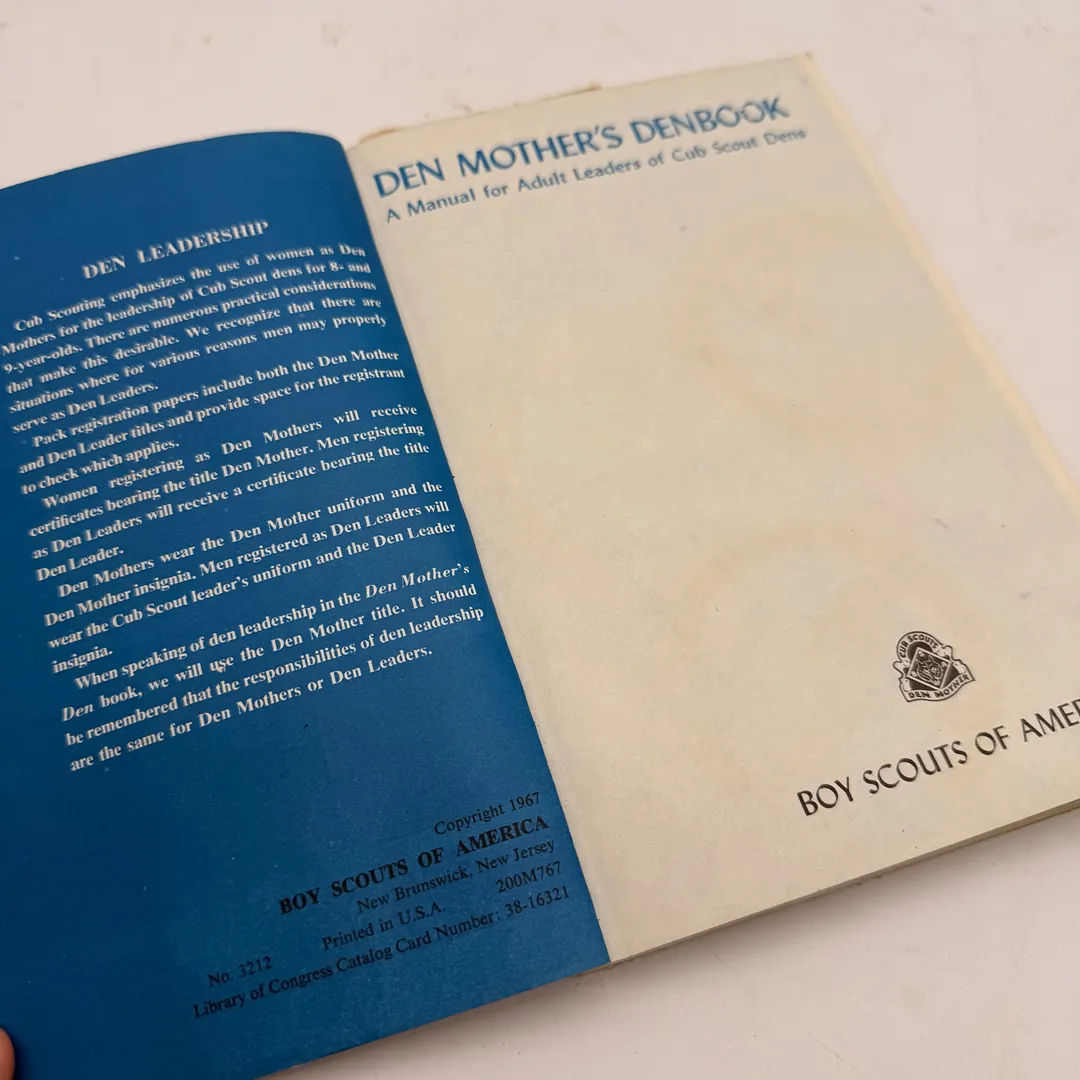 DEN LEADERSHIP
Cub Scouting emphasizes the use of women as Den
Mothers for the leadership of Cub Scout dens for 8- and
9-year-olds. There are numerous practical considerations
that make this desirable. We recognize that there are
situations where for various reasons men may properly
serve as Den Leaders.
Pack registration papers include both the Den Mother
and Den Leader titles and provide space for the registrant
to check which applies.
Women registering as Den Mothers will receive
certificates bearing the title Den Mother. Men registering
as Den Leaders will receive a certificate bearing the title
Den Leader.
Den Mothers wear the Den Mother uniform and the
Den Mother insignia. Men registered as Den Leaders will
wear the Cub Scout leader's uniform and the Den Leader
insignia.
When speaking of den leadership in the Den Mother's
Den book, we will use the Den Mother title. It should
be remembered that the responsibilities of den leadership
are the same for Den Mothers or Den Leaders.
Copyright 1967
BOY SCOUTS OF AMERICA
New Brunswick, New Jersey
Printed in U.S.A. 200M767
No. 3212
Library of Congress Catalog Card Number: 38-16321
DEN MOTHER'S DENBOOK
A Manual for Adult Leaders of Cub Scout Dens
CUB SCOUTS
DEN MOTHER
BOY SCOUTS OF AMER